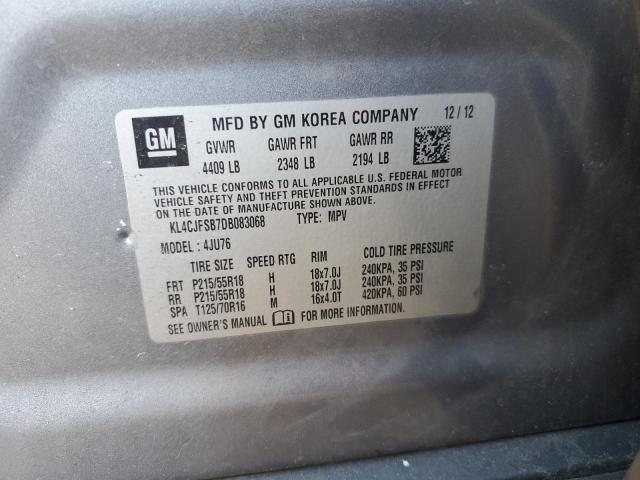 GM
MFD BY GM KOREA COMPANY 12 / 12
GVWR GAWR FRT GAWR RR
4409 LB 2348 LB 2194 LB
THIS VEHICLE CONFORMS TO ALL APPLICABLE U.S. FEDERAL MOTOR
VEHICLE SAFETY AND THEFT PREVENTION STANDARDS IN EFFECT
ON THE DATE OF MANUFACTURE SHOWN ABOVE.
KL4CJFSB7DB083068 TYPE: MPV
MODEL : 4JU76
TIRE SIZE SPEED RTG RIM COLD TIRE PRESSURE
FRT P215/55R18 H 18x7.0J 240KPA, 35 PSI
RR P215/55R18 H 18x7.0J 240KPA, 35 PSI
SPA T125/70R16 M 16x4.0T 420KPA, 60 PSI
SEE OWNER'S MANUAL FOR MORE INFORMATION.